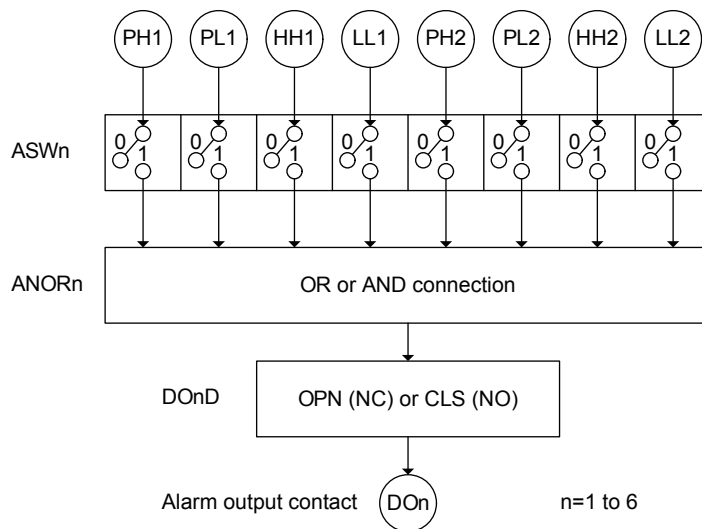 PH1 PL1 HH1 LL1 PH2 PL2 HH2 LL2
ASWn 0 1 0 1 0 1 0 1 0 1 0 1 0 1 0 1
ANORn OR or AND connection
DOnD OPN (NC) or CLS (NO)
Alarm output contact DOn n=1 to 6